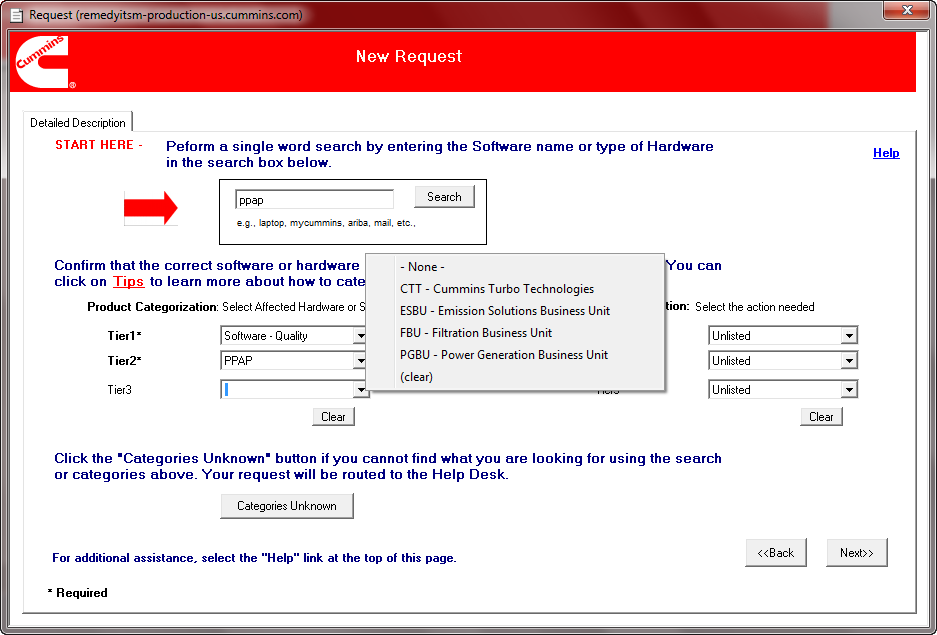 Request (remedyitsm-production-us.cummins.com)
Cummins
®
New Request
Detailed Description
START HERE - Peform a single word search by entering the Software name or type of Hardware
in the search box below.
Help
ppap
Search
e.g., laptop, mycummins, ariba, mail, etc.,
Confirm that the correct software or hardware
You can
click on Tips to learn more about how to cate
- None -
CTT - Cummins Turbo Technologies
ESBU - Emission Solutions Business Unit
FBU - Filtration Business Unit
PGBU - Power Generation Business Unit
(clear)
Product Categorization: Select Affected Hardware or S
tion: Select the action needed
Tier1* Software - Quality
Unlisted
Tier2* PPAP
Unlisted
Tier3
Unlisted
Clear
Clear
Click the "Categories Unknown" button if you cannot find what you are looking for using the search
or categories above. Your request will be routed to the Help Desk.
Categories Unknown
For additional assistance, select the "Help" link at the top of this page.
<<Back
Next>>
* Required